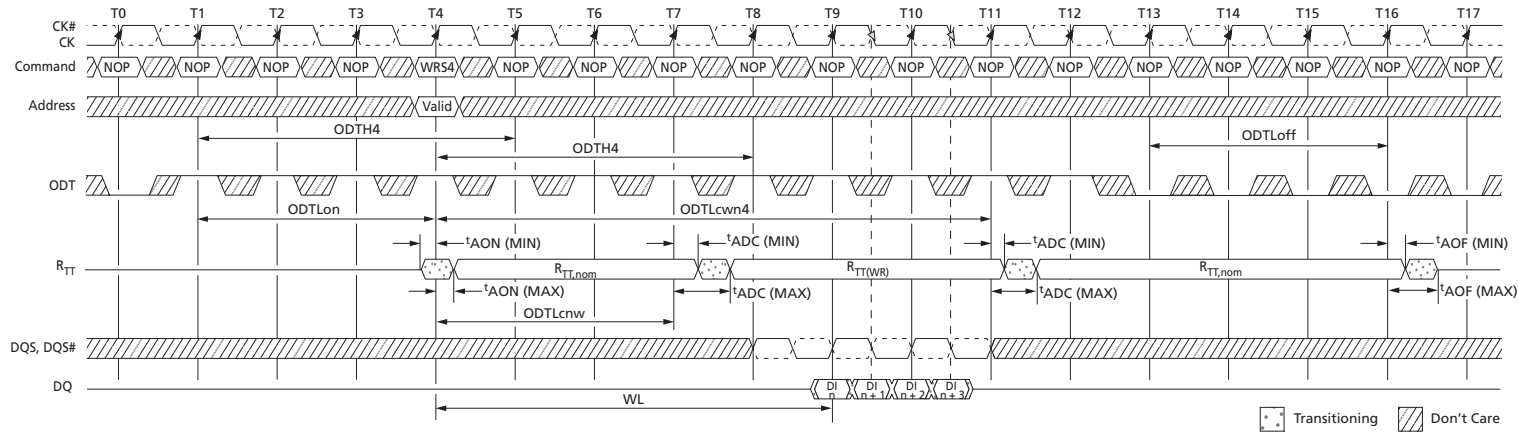 T0 T1 T2 T3 T4 T5 T6 T7 T8 T9 T10 T11 T12 T13 T14 T15 T16 T17
CK#
CK
Command NOP NOP NOP NOP WRS4 NOP NOP NOP NOP NOP NOP NOP NOP NOP NOP NOP NOP NOP
Address Valid
ODTH4 ODTLoff
ODTH4
ODT
ODTLon ODTLcwn4
tAON (MIN) tADC (MIN) tADC (MIN) tAOF (MIN)
RTT RTT,nom RTT(WR) RTT,nom
tAON (MAX) tADC (MAX) tADC (MAX) tAOF (MAX)
ODTLcnw
DQS, DQS#
DQ DI n DI n + 1 DI n + 2 DI n + 3
WL
Transitioning Don't Care